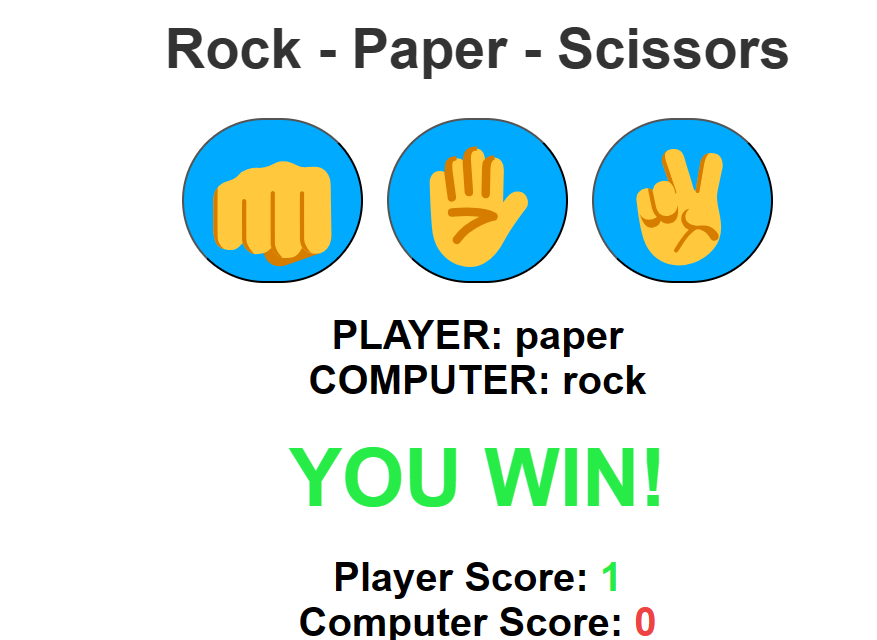 Rock - Paper - Scissors
PLAYER: paper
COMPUTER: rock
YOU WIN!
Player Score: 1
Computer Score: 0